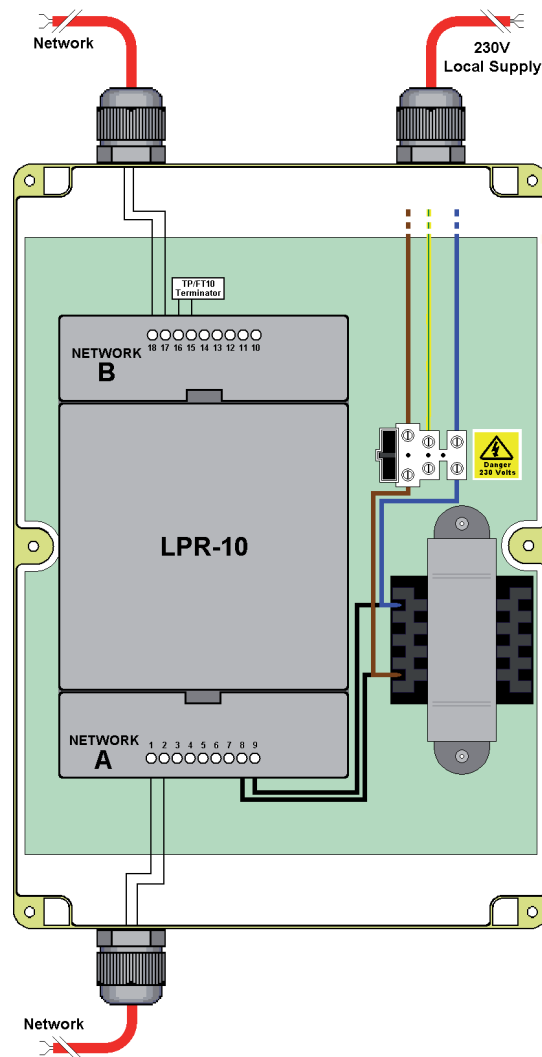 Network
230V
Local Supply
TP/FT10
Terminator
18 17 16 15 14 13 12 11 10
NETWORK
B
Danger
230 Volts
LPR-10
NETWORK
A
1 2 3 4 5 6 7 8 9
Network